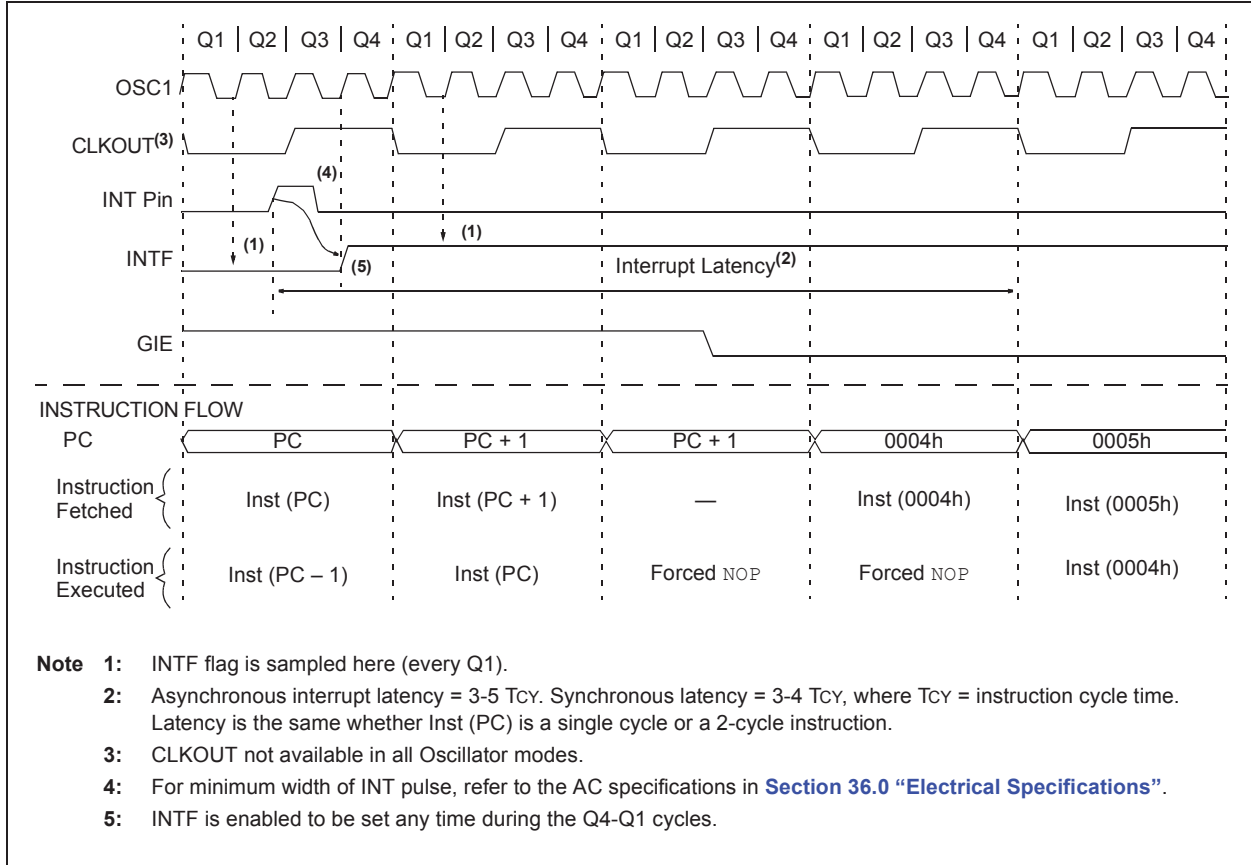 Q1 Q2 Q3 Q4 Q1 Q2 Q3 Q4 Q1 Q2 Q3 Q4 Q1 Q2 Q3 Q4 Q1 Q2 Q3 Q4
OSC1
CLKOUT(3)
(4)
INT Pin
(1) (1)
INTF
(5) Interrupt Latency(2)
GIE
INSTRUCTION FLOW
PC PC PC + 1 PC + 1 0004h 0005h
Instruction
Fetched
Inst (PC) Inst (PC + 1) — Inst (0004h) Inst (0005h)
Instruction
Executed
Inst (PC – 1) Inst (PC) Forced NOP Forced NOP Inst (0004h)
Note 1: INTF flag is sampled here (every Q1).
2: Asynchronous interrupt latency = 3-5 TCY. Synchronous latency = 3-4 TCY, where TCY = instruction cycle time.
Latency is the same whether Inst (PC) is a single cycle or a 2-cycle instruction.
3: CLKOUT not available in all Oscillator modes.
4: For minimum width of INT pulse, refer to the AC specifications in Section 36.0 “Electrical Specifications”.
5: INTF is enabled to be set any time during the Q4-Q1 cycles.